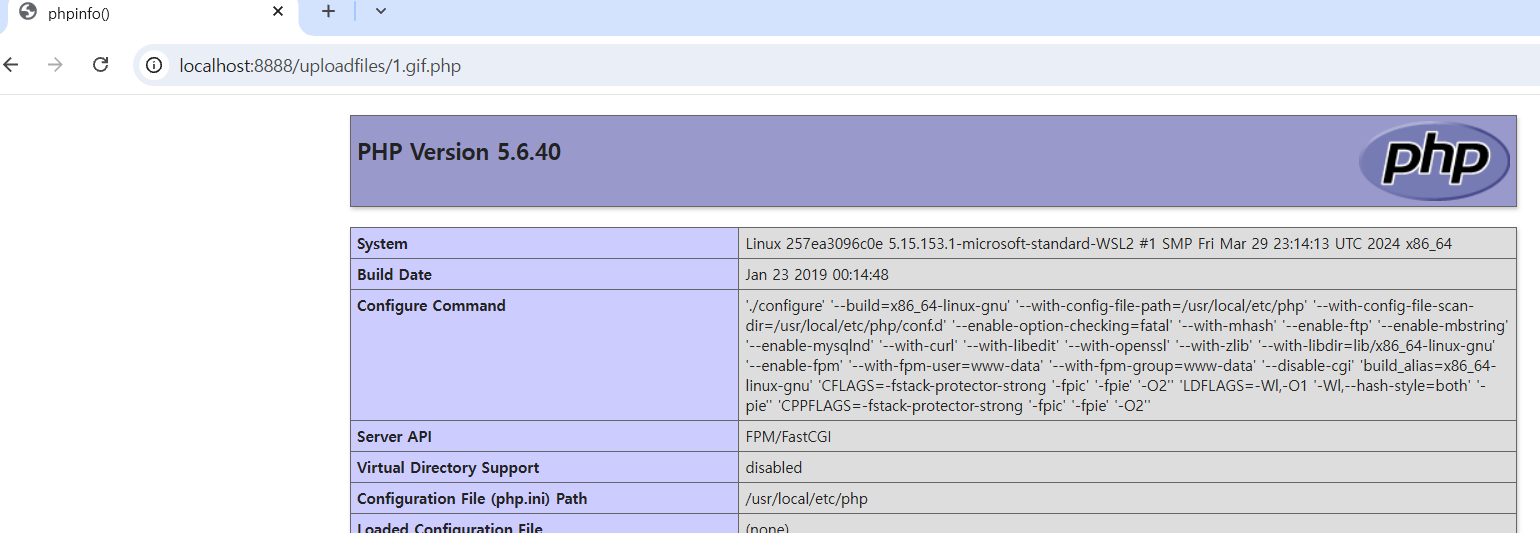 phpinfo()
localhost:8888/uploadfiles/1.gif.php
PHP Version 5.6.40
php
System
Linux 257ea3096c0e 5.15.153.1-microsoft-standard-WSL2 #1 SMP Fri Mar 29 23:14:13 UTC 2024 x86_64
Build Date
Jan 23 2019 00:14:48
Configure Command
'./configure' '--build=x86_64-linux-gnu' '--with-config-file-path=/usr/local/etc/php' '--with-config-file-scan-
dir=/usr/local/etc/php/conf.d' '--enable-option-checking=fatal' '--with-mhash' '--enable-ftp' '--enable-mbstring'
'--enable-mysqlnd' '--with-curl' '--with-libedit' '--with-openssl' '--with-zlib' '--with-libdir=lib/x86_64-linux-gnu'
'--enable-fpm' '--with-fpm-user=www-data' '--with-fpm-group=www-data' '--disable-cgi' 'build_alias=x86_64-
linux-gnu' 'CFLAGS=-fstack-protector-strong '-fpic' '-fpie' '-O2'' 'LDFLAGS=-Wl,-O1 '-Wl,--hash-style=both' '-
pie'' 'CPPFLAGS=-fstack-protector-strong '-fpic' '-fpie' '-O2''
Server API
FPM/FastCGI
Virtual Directory Support
disabled
Configuration File (php.ini) Path
/usr/local/etc/php
Loaded Configuration File
(none)